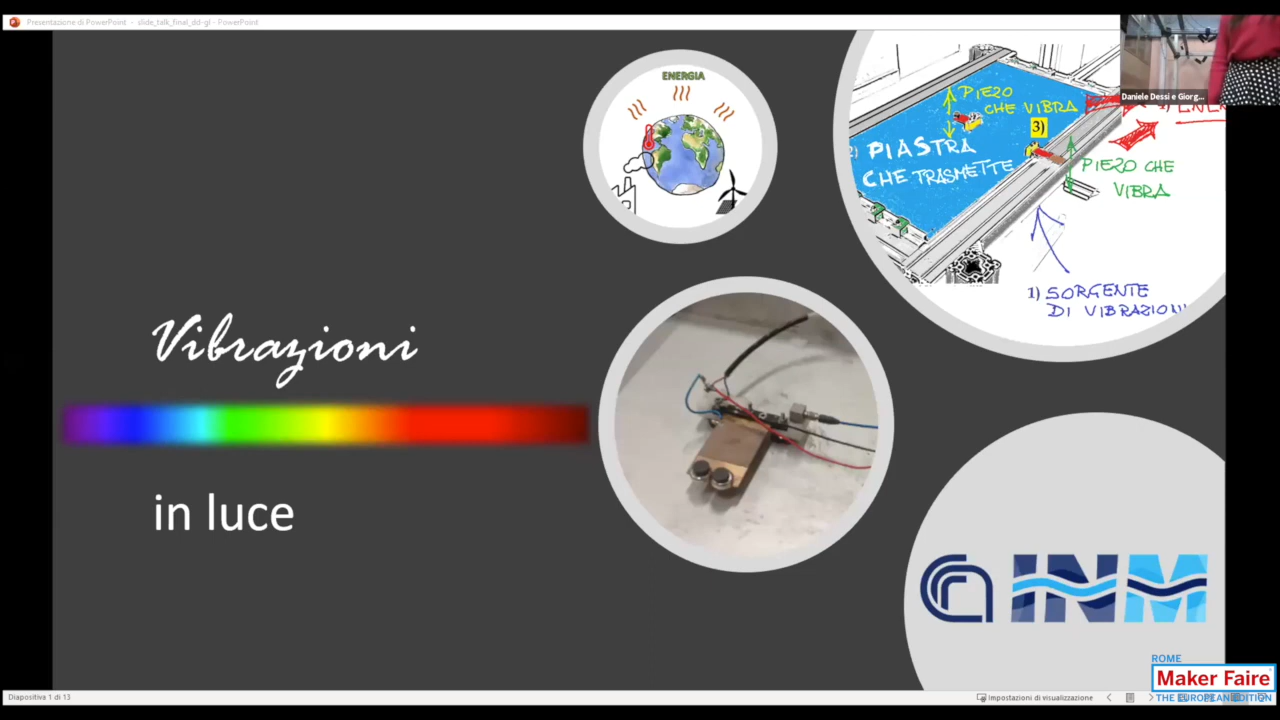 Presentazione di PowerPoint - slide_talk_final_dd-gl - PowerPoint
Daniele Dessì e Giorg...
ENERGIA
PIEZO
CHE VIBRA
3)
PIASTRA
CHE TRASMETTE
PIEZO CHE
VIBRA
1) SORGENTE
DI VIBRAZIONI
Vibrazioni
in luce
INM
ROME
Maker Faire
THE EUROPEAN EDITION
Diapositiva 1 di 13
Impostazioni di visualizzazione